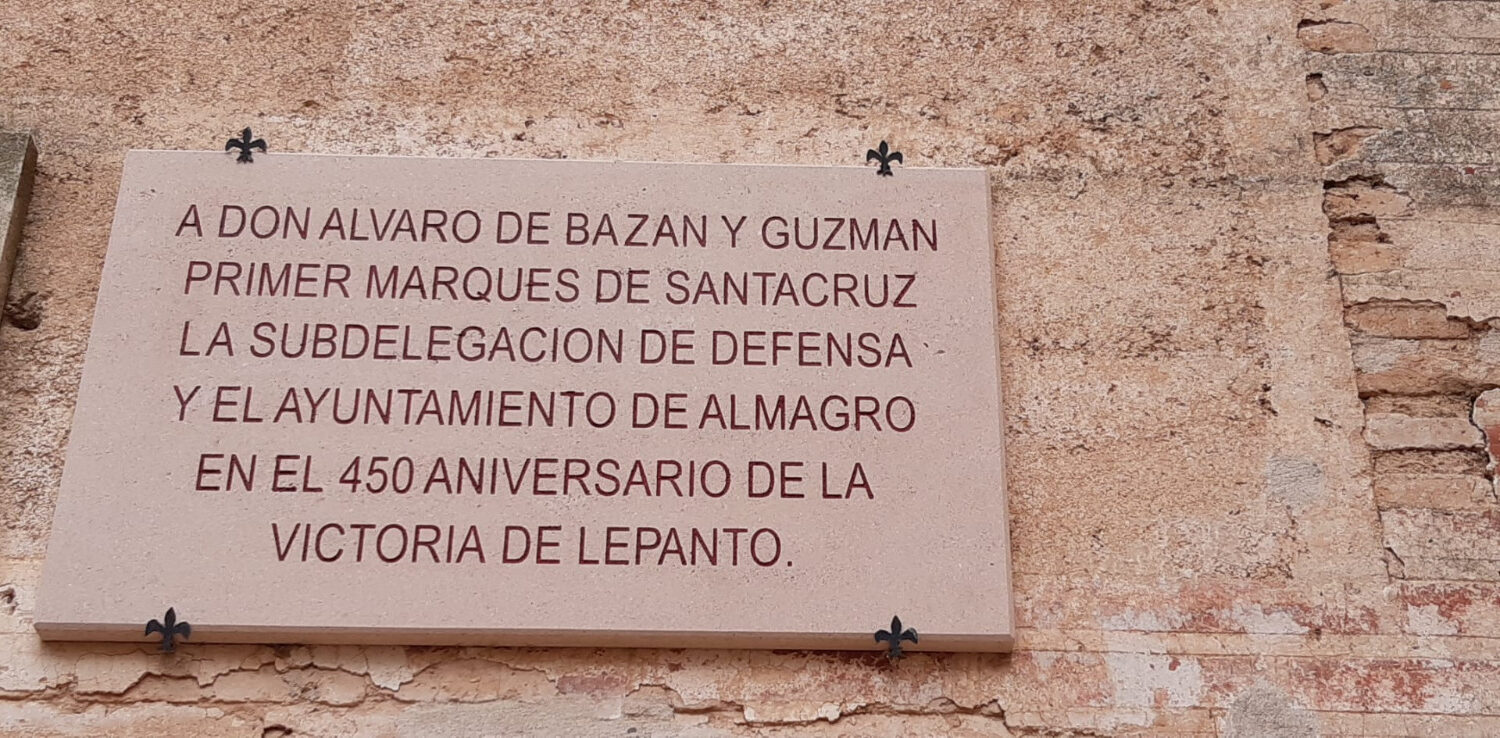 A DON ALVARO DE BAZAN Y GUZMAN
PRIMER MARQUES DE SANTACRUZ
LA SUBDELEGACION DE DEFENSA
Y EL AYUNTAMIENTO DE ALMAGRO
EN EL 450 ANIVERSARIO DE LA
VICTORIA DE LEPANTO.